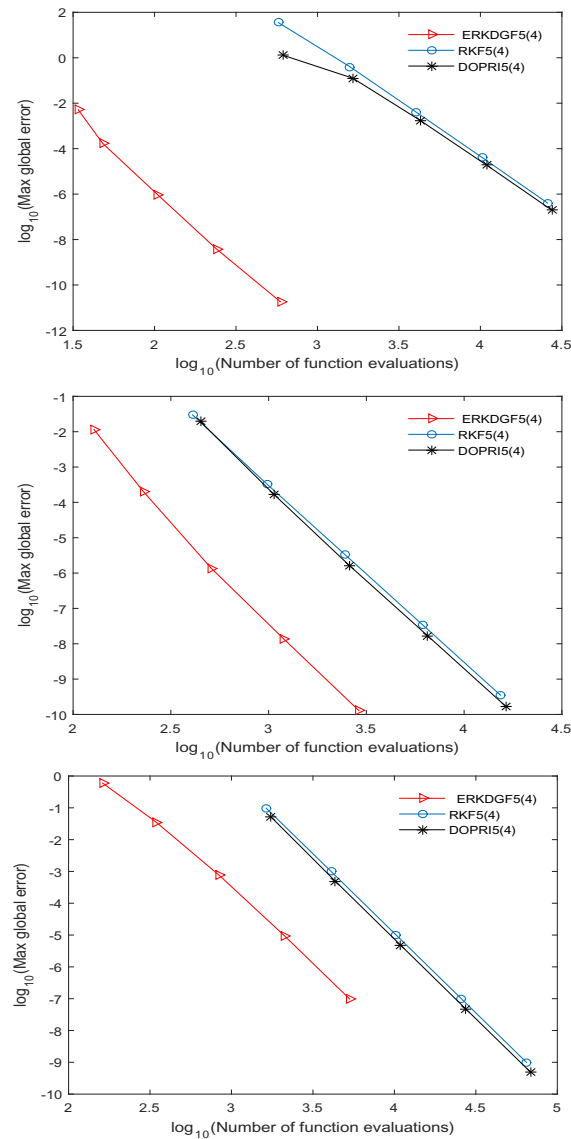 2
0
-2
-4
-6
-8
-10
-12
log10(Max global error)
ERKDGF5(4)
RKF5(4)
DOPRI5(4)
1.5 2 2.5 3 3.5 4 4.5
log10(Number of function evaluations)
-1
-2
-3
-4
-5
-6
-7
-8
-9
-10
log10(Max global error)
ERKDGF5(4)
RKF5(4)
DOPRI5(4)
2 2.5 3 3.5 4 4.5
log10(Number of function evaluations)
0
-1
-2
-3
-4
-5
-6
-7
-8
-9
-10
log10(Max global error)
ERKDGF5(4)
RKF5(4)
DOPRI5(4)
2 2.5 3 3.5 4 4.5 5
log10(Number of function evaluations)